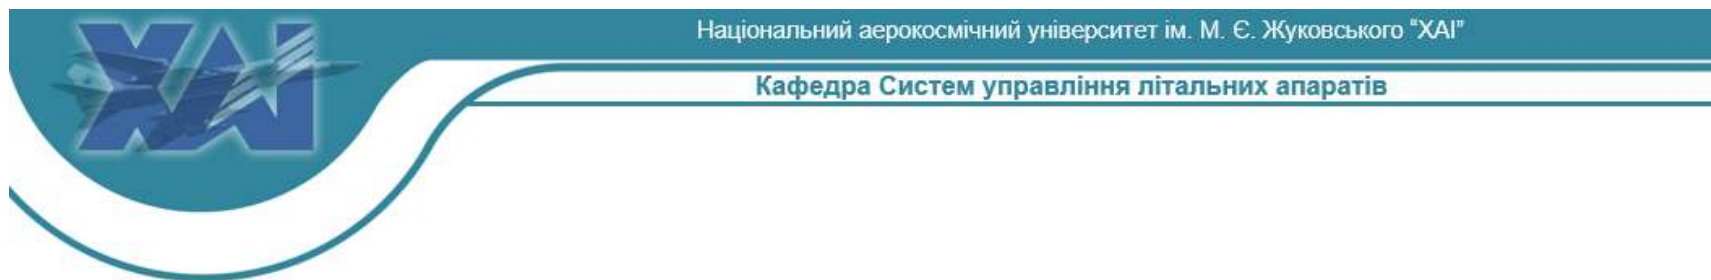 Національний аерокосмічний університет ім. М. Є. Жуковського “ХАІ”
Кафедра Систем управління літальних апаратів
ХАІ